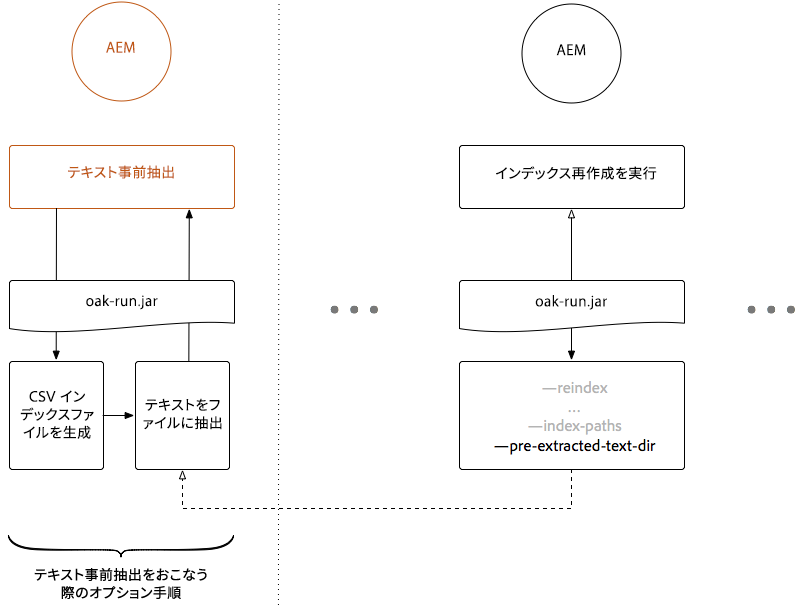 AEM
テキスト事前抽出
oak-run.jar
CSV イン
デックスファ
イルを生成
テキストをフ
ァイルに抽出
テキスト事前抽出をおこなう
際のオプション手順
AEM
インデックス再作成を実行
oak-run.jar
—reindex
...
—index-paths
—pre-extracted-text-dir